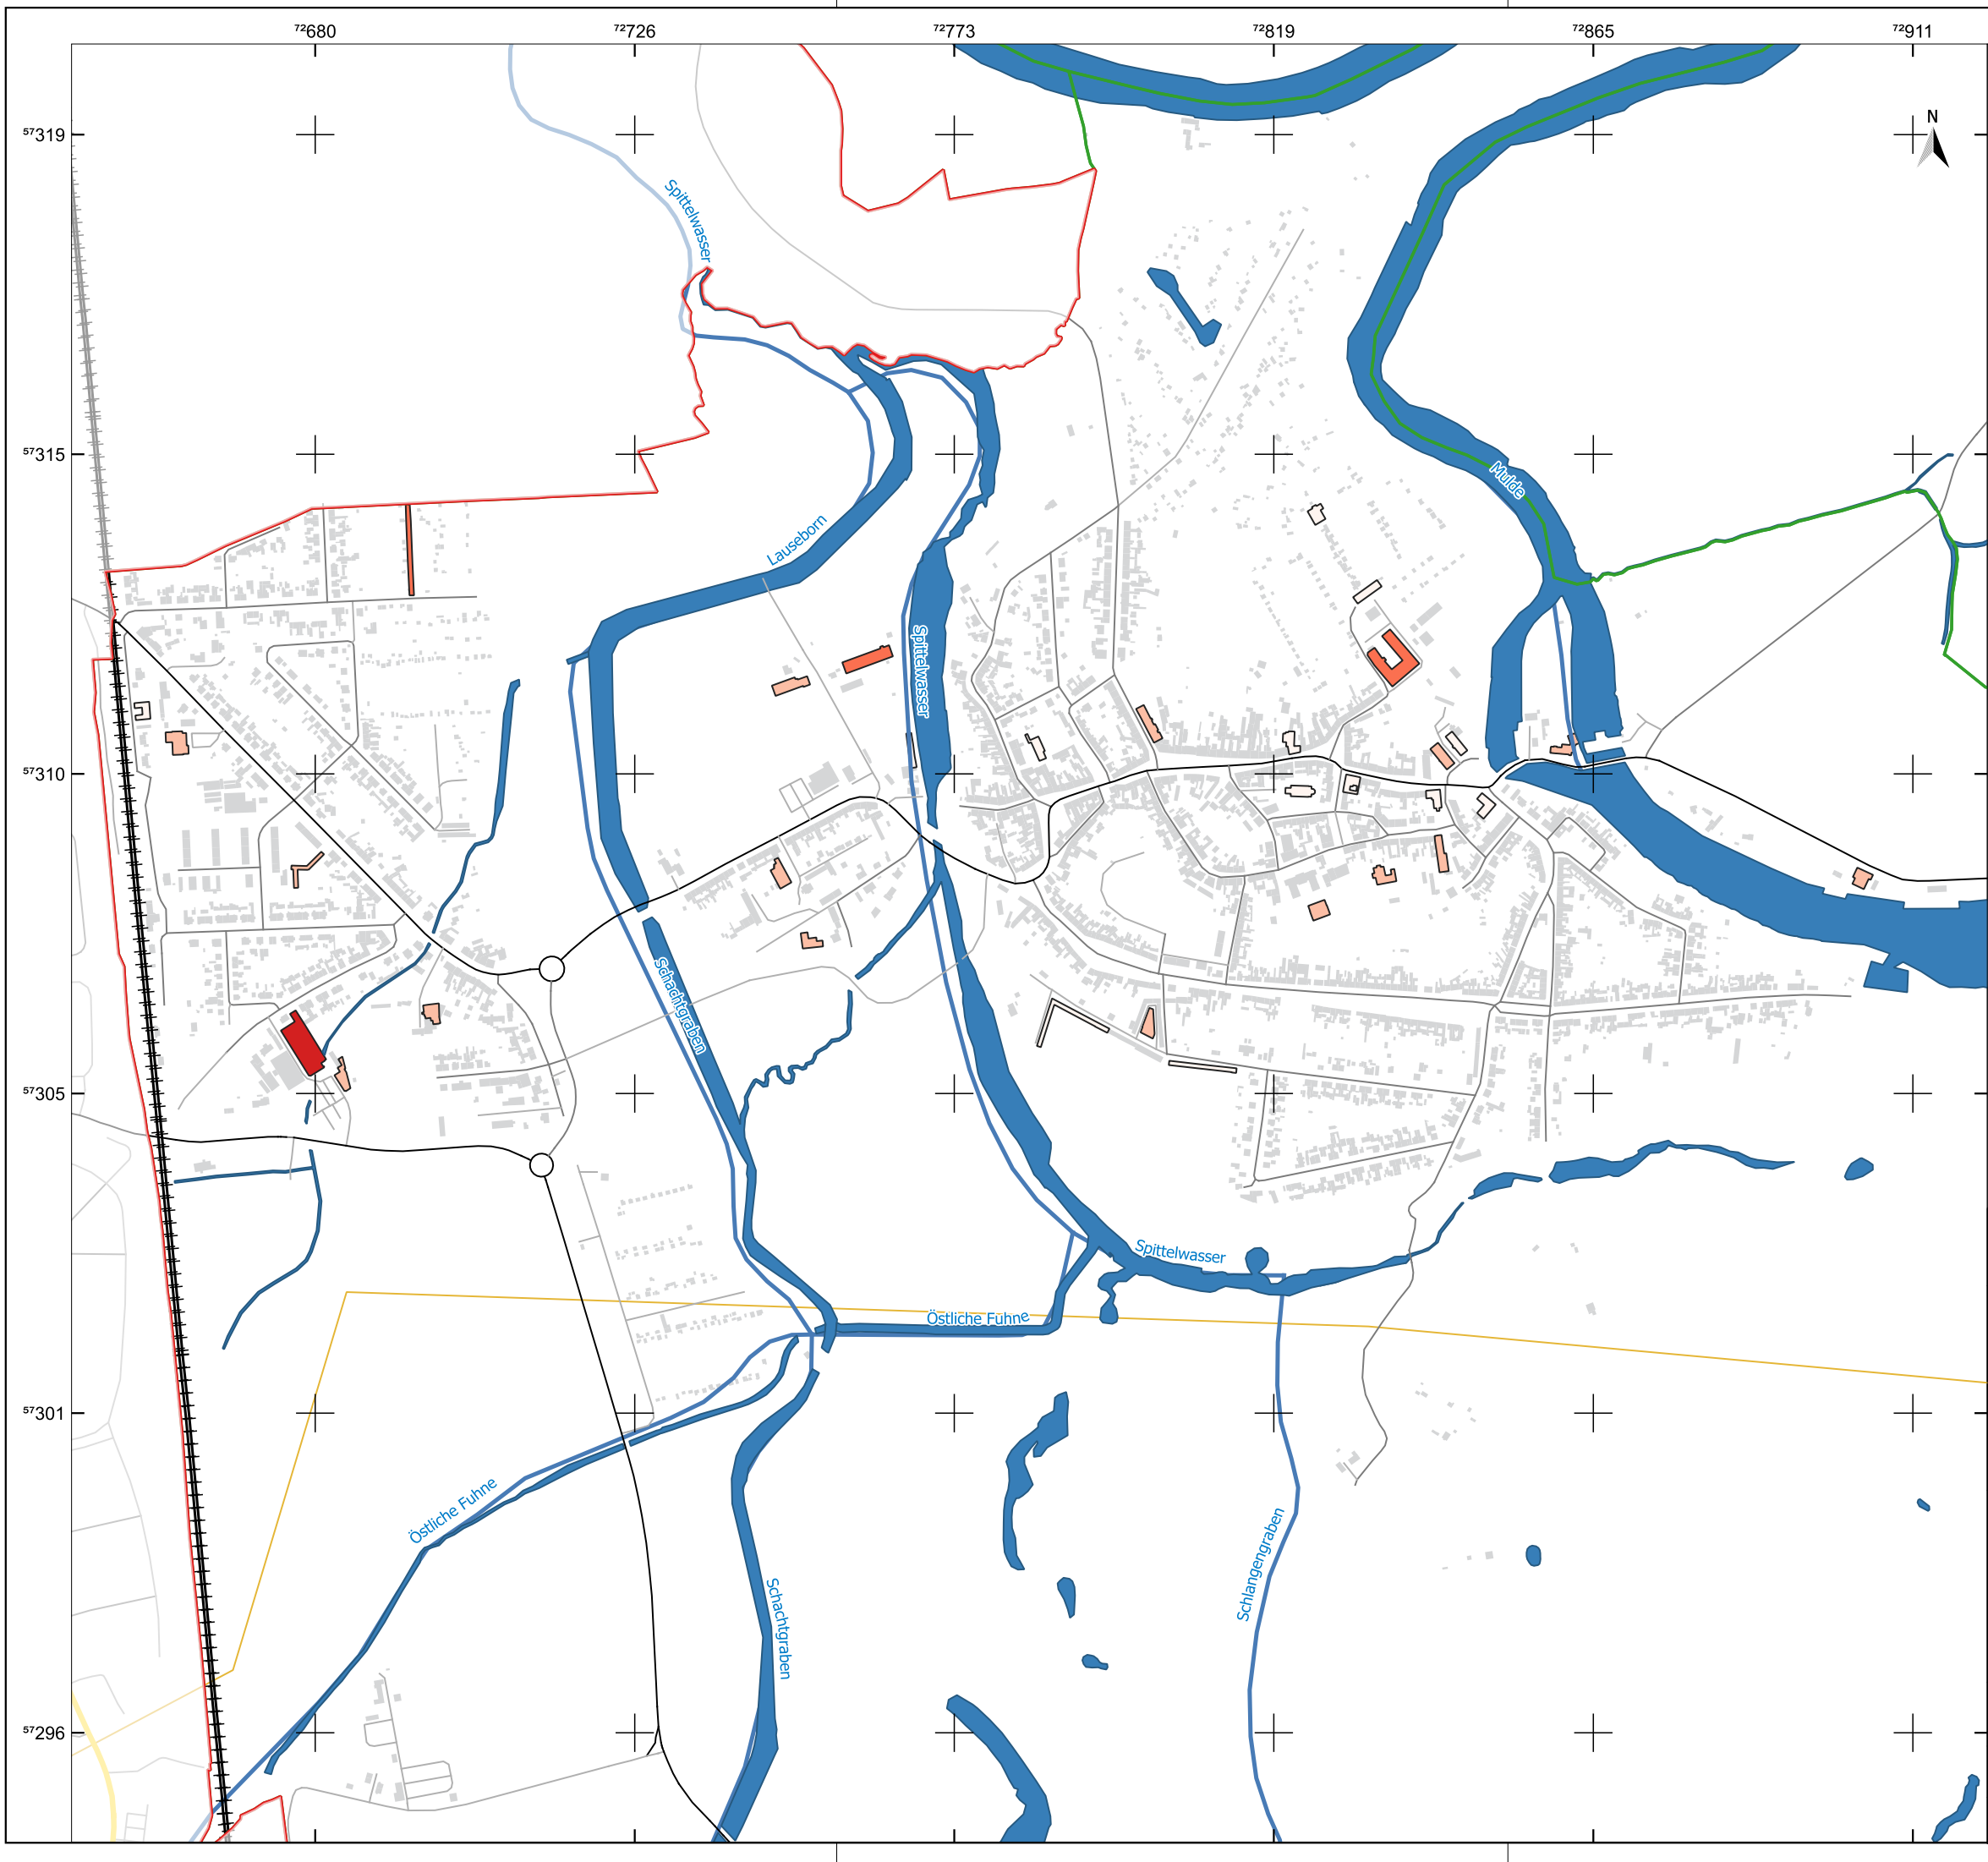 ⁷²680 ⁷²726 ⁷²773 ⁷²819 ⁷²865 ⁷²911
N
⁵⁷319
Spittelwasser
⁵⁷315
Mulde
Lauseborn
Spittelwasser
⁵⁷310
Schachtgraben
⁵⁷305
Spittelwasser
Östliche Fuhne
⁵⁷301
Östliche Fuhne
Schlangengraben
Schachtgraben
⁵⁷296